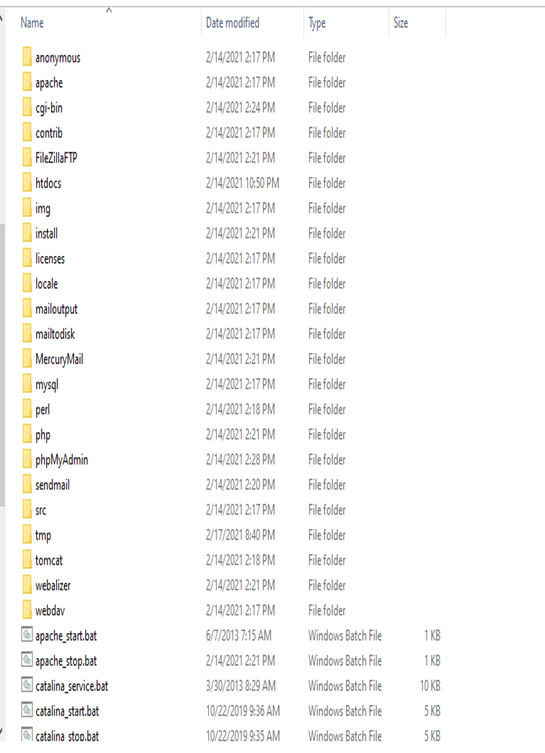 Name Date modified Type Size
anonymous 2/14/2021 2:17 PM File folder
apache 2/14/2021 2:17 PM File folder
cgi-bin 2/14/2021 2:24 PM File folder
contrib 2/14/2021 2:17 PM File folder
FileZillaFTP 2/14/2021 2:21 PM File folder
htdocs 2/14/2021 10:50 PM File folder
img 2/14/2021 2:17 PM File folder
install 2/14/2021 2:21 PM File folder
licenses 2/14/2021 2:17 PM File folder
locale 2/14/2021 2:17 PM File folder
mailoutput 2/14/2021 2:17 PM File folder
mailtodisk 2/14/2021 2:17 PM File folder
MercuryMail 2/14/2021 2:21 PM File folder
mysql 2/14/2021 2:17 PM File folder
perl 2/14/2021 2:18 PM File folder
php 2/14/2021 2:21 PM File folder
phpMyAdmin 2/14/2021 2:28 PM File folder
sendmail 2/14/2021 2:20 PM File folder
src 2/14/2021 2:17 PM File folder
tmp 2/17/2021 8:40 PM File folder
tomcat 2/14/2021 2:18 PM File folder
webalizer 2/14/2021 2:21 PM File folder
webdav 2/14/2021 2:17 PM File folder
apache_start.bat 6/7/2013 7:15 AM Windows Batch File 1 KB
apache_stop.bat 2/14/2021 2:21 PM Windows Batch File 1 KB
catalina_service.bat 3/30/2013 8:29 AM Windows Batch File 10 KB
catalina_start.bat 10/22/2019 9:36 AM Windows Batch File 5 KB
catalina_stop.bat 10/22/2019 9:35 AM Windows Batch File 5 KB